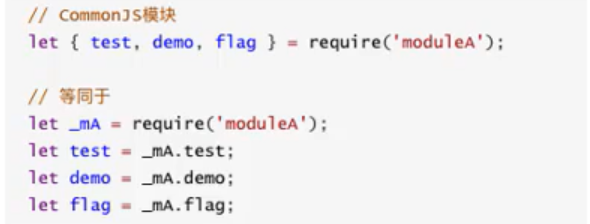 // CommonJS模块
let { test, demo, flag } = require('moduleA');
// 等同于
let _mA = require('moduleA');
let test = _mA.test;
let demo = _mA.demo;
let flag = _mA.flag;